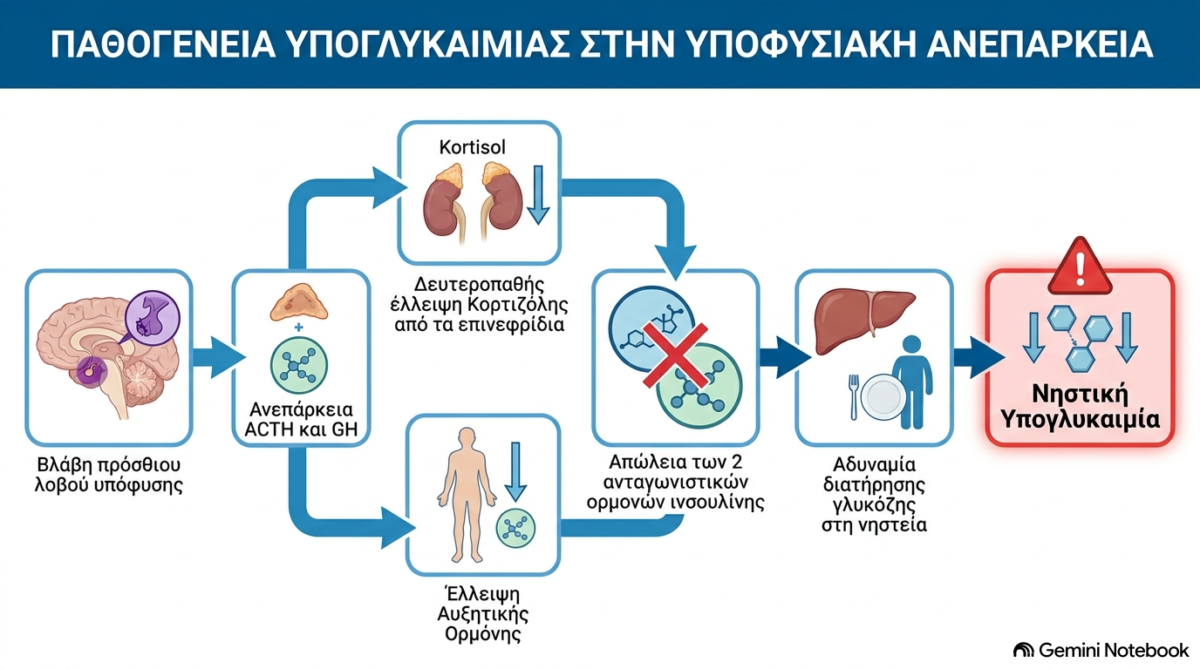 ΠΑΘΟΓΕΝΕΙΑ ΥΠΟΓΛΥΚΑΙΜΙΑΣ ΣΤΗΝ ΥΠΟΦΥΣΙΑΚΗ ΑΝΕΠΑΡΚΕΙΑ
Βλάβη πρόσθιου
λοβού υπόφυσης
+
Ανεπάρκεια
ACTH και GH
Kortisol
Δευτεροπαθής
έλλειψη Κορτιζόλης
από τα επινεφρίδια
Έλλειψη
Αυξητικής
Ορμόνης
Απώλεια των 2
ανταγωνιστικών
ορμονών ινσουλίνης
Αδυναμία
διατήρησης
γλυκόζης
στη νηστεία
!
Νηστική
Υπογλυκαιμία
Gemini Notebook